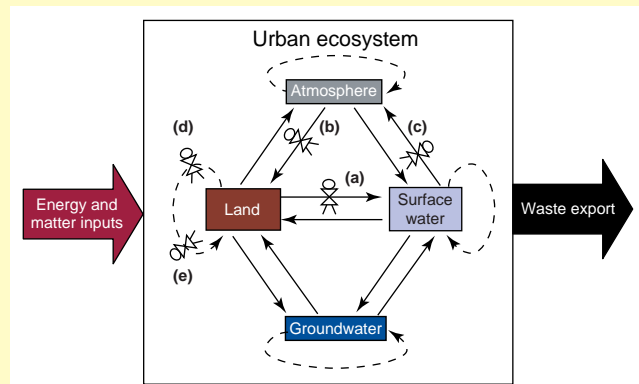 Urban ecosystem
Atmosphere
(d)
(b)
(c)
(a)
Energy and
matter inputs
Land
Surface
water
Waste export
(e)
Groundwater